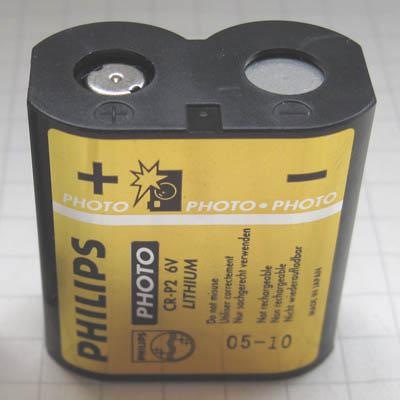 + −
PHOTO PHOTO • PHOTO
PHILIPS
PHOTO
CR-P2 6V
LITHIUM
PHILIPS
Do not misuse
Utiliser correctement
Nur sachgerecht verwenden
Not rechargeable
Non rechargeable
Nicht wiederaufladbar
MADE IN JAPAN
05-10